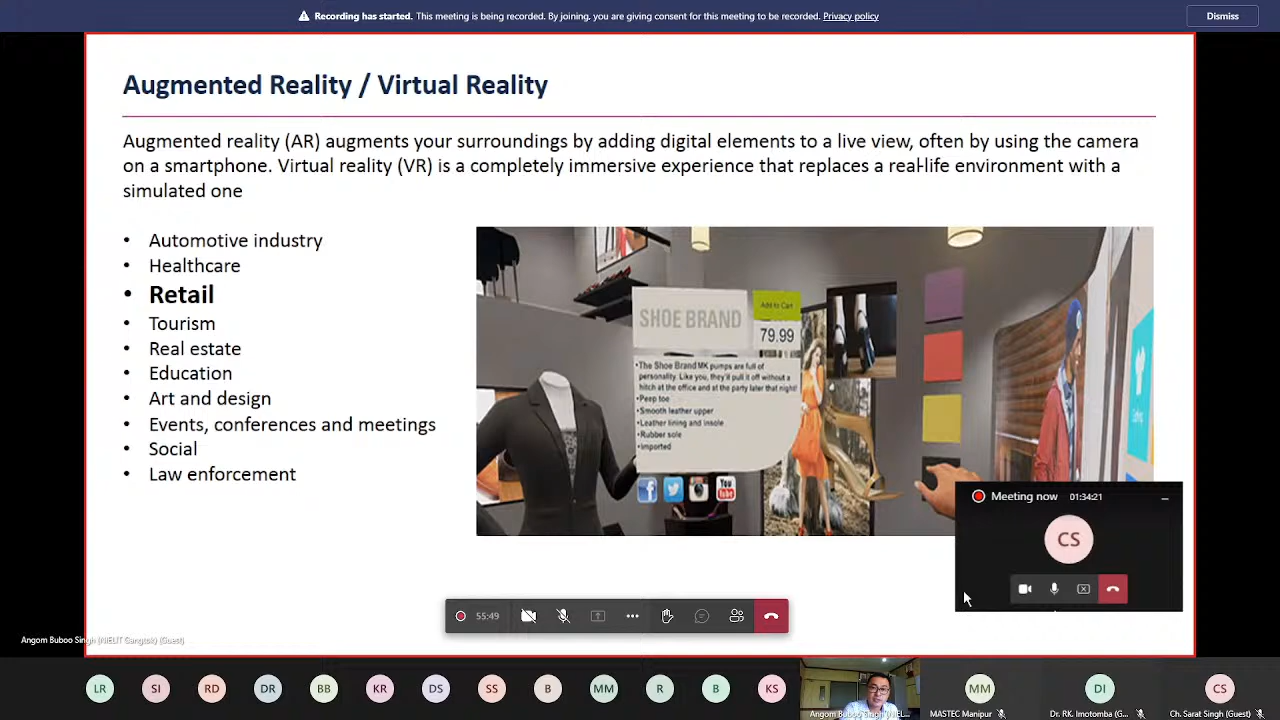 Recording has started. This meeting is being recorded. By joining. you are giving consent for this meeting to be recorded. Privacy policy
Dismiss
Augmented Reality / Virtual Reality
Augmented reality (AR) augments your surroundings by adding digital elements to a live view, often by using the camera
on a smartphone. Virtual reality (VR) is a completely immersive experience that replaces a real-life environment with a
simulated one
• Automotive industry
• Healthcare
• Retail
• Tourism
• Real estate
• Education
• Art and design
• Events, conferences and meetings
• Social
• Law enforcement
SHOE BRAND
Add to Cart
79.99
•The Shoe Brand MK pumps are full of
personality. Like you, they'll pull it off without a
hitch at the office and at the party later that night!
•Peep toe
•Smooth leather upper
•Leather lining and insole
•Rubber sole
•Imported
You
Meeting now 01:34:21
CS
55:49
Angom Buboo Singh (NIELIT Gangtok) (Guest)
LR SI RD DR BB KR DS SS B MM R B KS MM DI CS
Angom Buboo Singh (NIEL...
MASTEC Manipur
Dr. RK. Imotomba (G...
Ch. Sarat Singh (Guest)